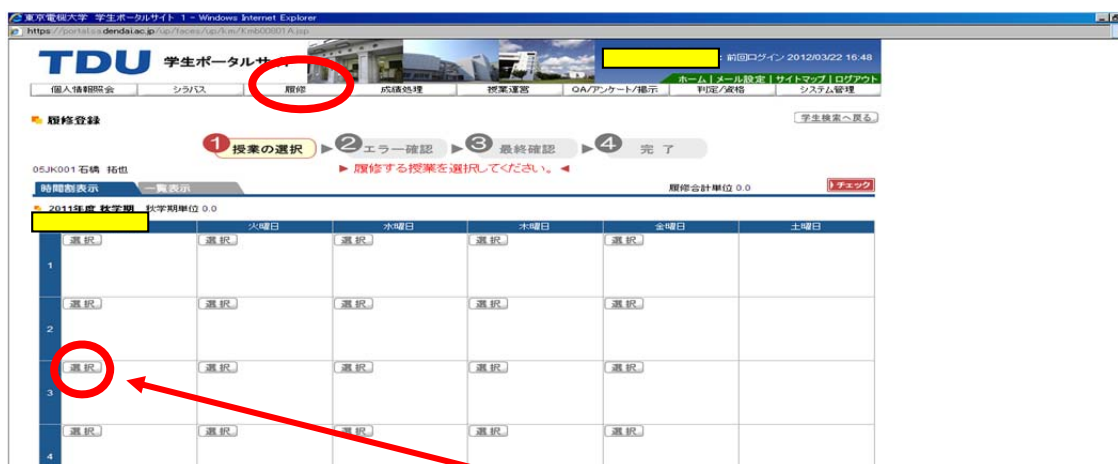 東京電機大学 学生ポータルサイト 1 - Windows Internet Explorer
https://portal.sa.dendai.ac.jp/up/faces/up/km/Kmb00001A.jsp
TDU 学生ポータルサイト
: 前回ログイン 2012/03/22 16:48
ホーム | メール設定 | サイトマップ | ログアウト
個人情報照会 シラバス 履修 成績処理 授業運営 QA/アンケート/掲示 判定/資格 システム管理
履修登録 学生検索へ戻る
1 授業の選択 2 エラー確認 3 最終確認 4 完了
05JK001 石橋 拓也 履修する授業を選択してください。
時間割表示 一覧表示 履修合計単位 0.0 チェック
2011年度 秋学期 秋学期単位 0.0
火曜日 水曜日 木曜日 金曜日 土曜日
選択 選択 選択 選択 選択
1
選択 選択 選択 選択 選択
2
選択 選択 選択 選択 選択
3
選択 選択 選択 選択 選択
4